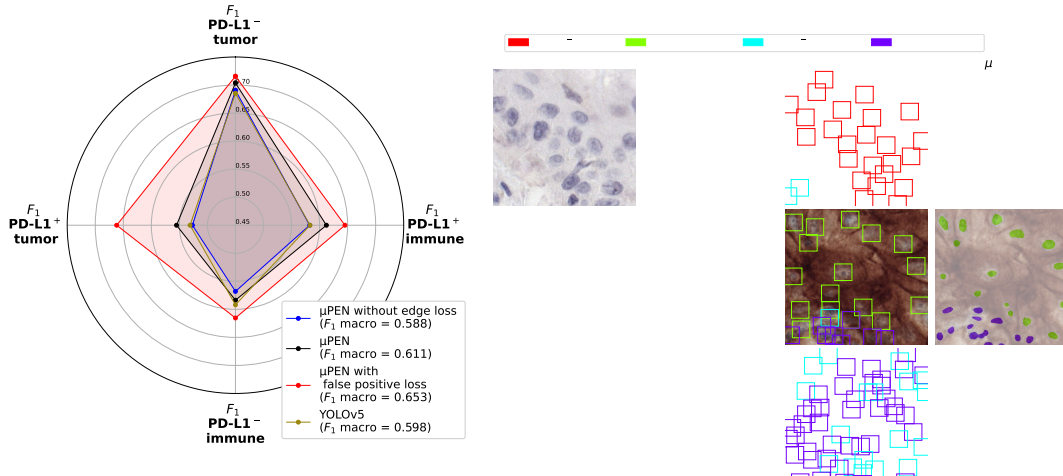 F₁
PD-L1⁻
tumor
0.70
0.65
0.60
0.55
0.50
0.45
F₁
PD-L1⁺
tumor
F₁
PD-L1⁺
immune
F₁
PD-L1⁻
immune
μPEN without edge loss
(F₁ macro = 0.588)
μPEN
(F₁ macro = 0.611)
μPEN with
false positive loss
(F₁ macro = 0.653)
YOLOv5
(F₁ macro = 0.598)
− −
μ